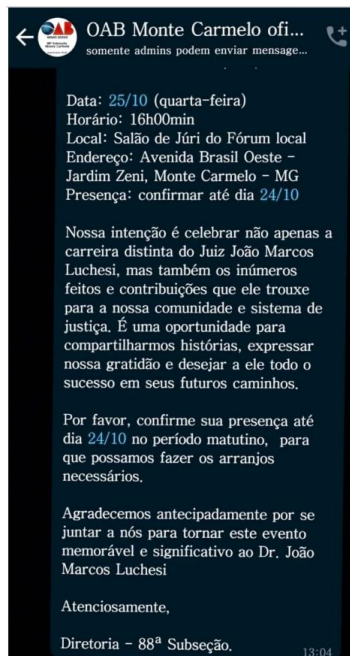 OAB
OAB Monte Carmelo ofi...
somente admins podem enviar mensage...
Data: 25/10 (quarta-feira)
Horário: 16h00min
Local: Salão de Júri do Fórum local
Endereço: Avenida Brasil Oeste -
Jardim Zeni, Monte Carmelo - MG
Presença: confirmar até dia 24/10
Nossa intenção é celebrar não apenas a
carreira distinta do Juiz João Marcos
Luchesi, mas também os inúmeros
feitos e contribuições que ele trouxe
para a nossa comunidade e sistema de
justiça. É uma oportunidade para
compartilharmos histórias, expressar
nossa gratidão e desejar a ele todo o
sucesso em seus futuros caminhos.
Por favor, confirme sua presença até
dia 24/10 no período matutino, para
que possamos fazer os arranjos
necessários.
Agradecemos antecipadamente por se
juntar a nós para tornar este evento
memorável e significativo ao Dr. João
Marcos Luchesi
Atenciosamente,
Diretoria - 88ª Subseção.
13:04